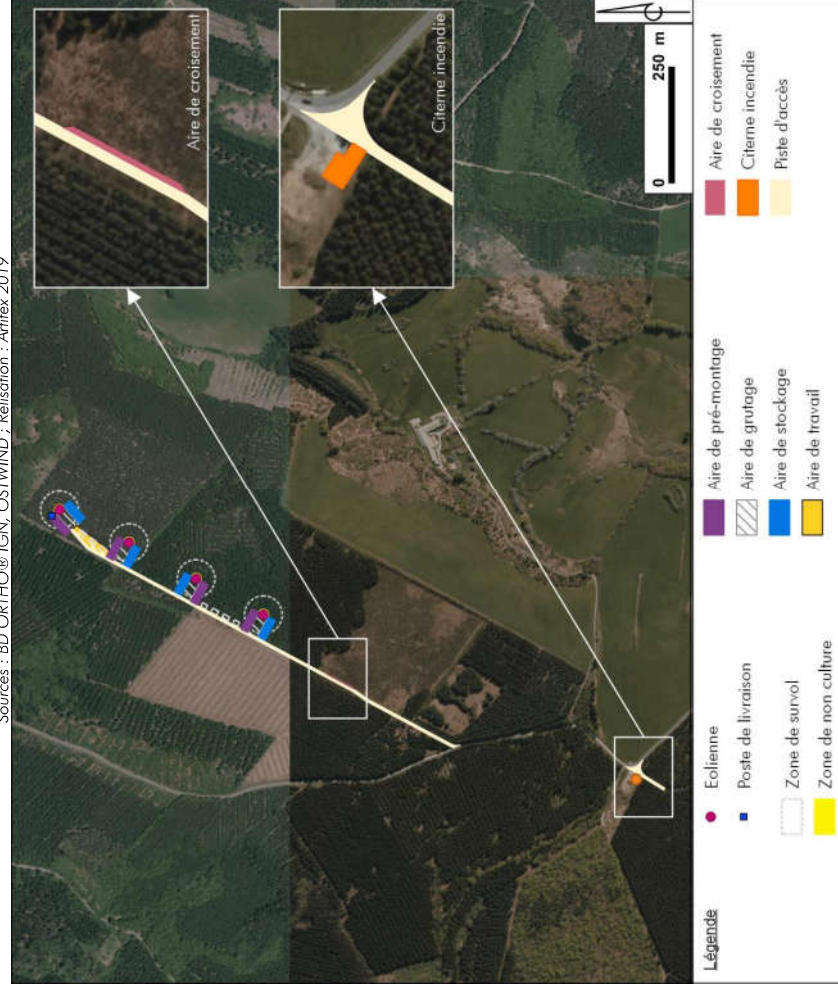 Sources : BD ORTHO® IGN, OSTWIND ; Rélisation : Artifex 2019
Aire de croisement
Citerne incendie
0 250 m
Légende
Eolienne
Poste de livraison
Zone de survol
Zone de non culture
Aire de pré-montage
Aire de grutage
Aire de stockage
Aire de travail
Aire de croisement
Citerne incendie
Piste d'accès